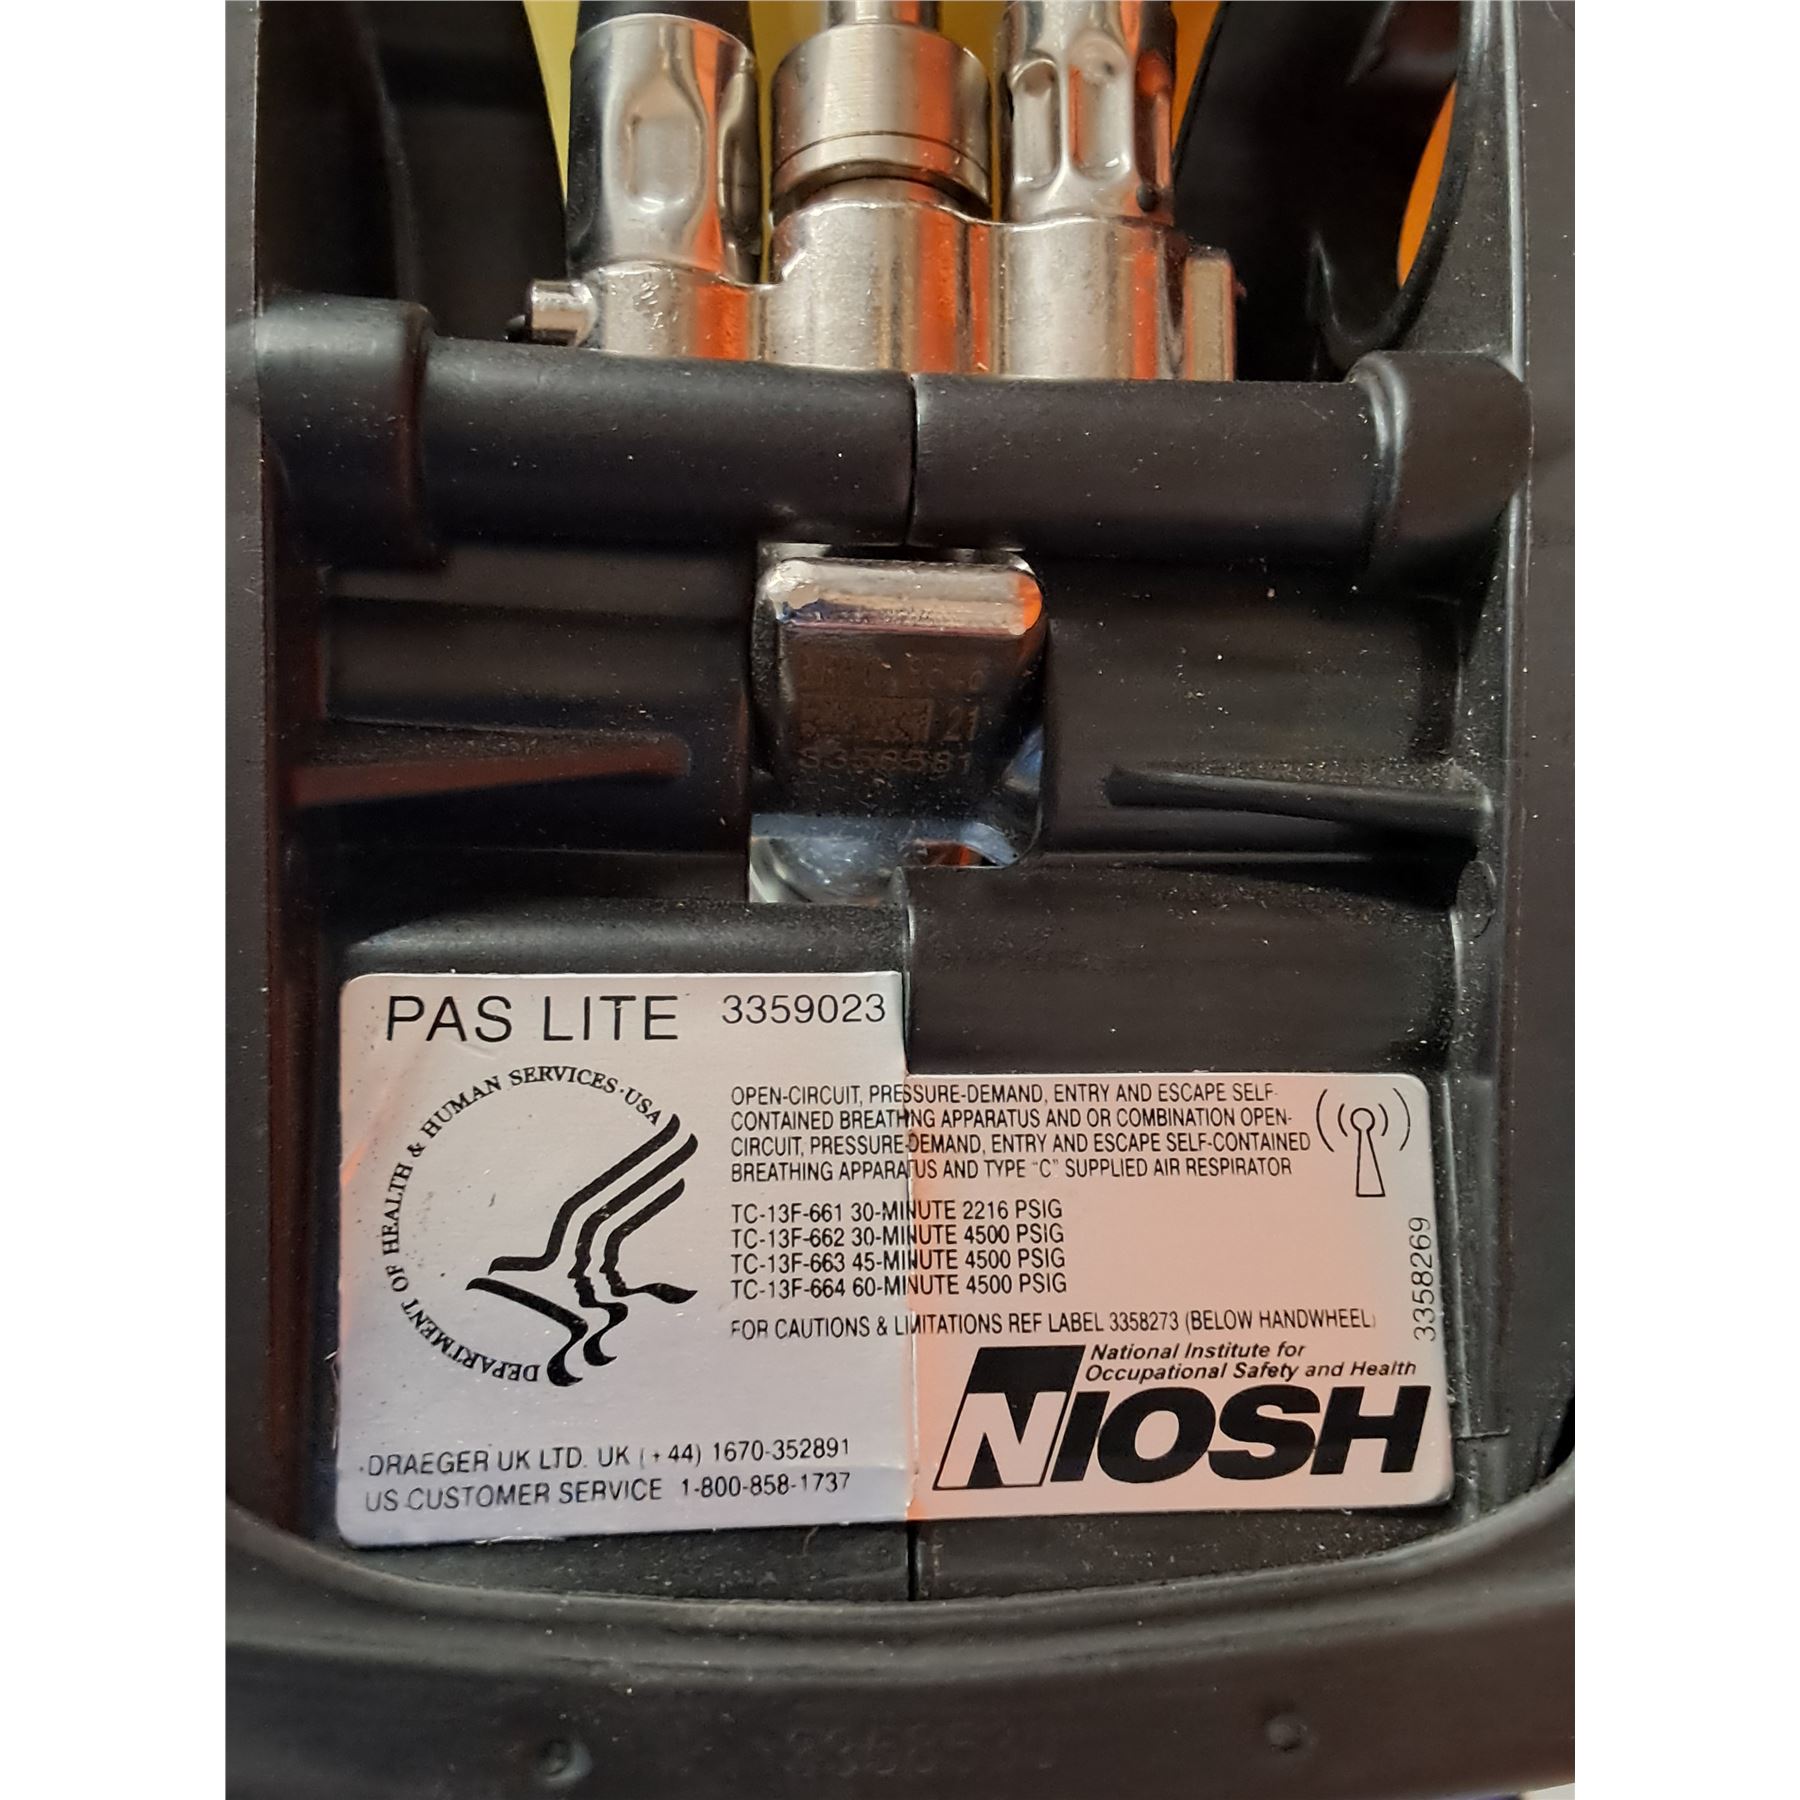 21
3358581
PAS LITE 3359023
DEPARTMENT OF HEALTH & HUMAN SERVICES·USA
OPEN-CIRCUIT, PRESSURE-DEMAND, ENTRY AND ESCAPE SELF-
CONTAINED BREATHING APPARATUS AND OR COMBINATION OPEN-
CIRCUIT, PRESSURE-DEMAND, ENTRY AND ESCAPE SELF-CONTAINED
BREATHING APPARATUS AND TYPE "C" SUPPLIED AIR RESPIRATOR
TC-13F-661 30-MINUTE 2216 PSIG
TC-13F-662 30-MINUTE 4500 PSIG
TC-13F-663 45-MINUTE 4500 PSIG
TC-13F-664 60-MINUTE 4500 PSIG
FOR CAUTIONS & LIMITATIONS REF LABEL 3358273 (BELOW HANDWHEEL)
3358269
National Institute for
Occupational Safety and Health
NIOSH
DRAEGER UK LTD. UK (+44) 1670-352891
US CUSTOMER SERVICE 1-800-858-1737